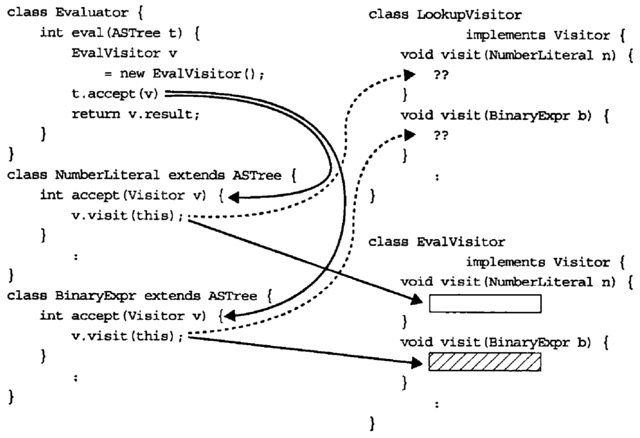 class Evaluator {
int eval(ASTree t) {
EvalVisitor v
= new EvalVisitor();
t.accept(v)
return v.result;
}
}
class NumberLiteral extends ASTree {
int accept(Visitor v) {
v.visit(this);
}
:
}
class BinaryExpr extends ASTree {
int accept(Visitor v) {
v.visit(this);
}
:
}
class LookupVisitor
implements Visitor {
void visit(NumberLiteral n) {
??
}
void visit(BinaryExpr b) {
??
}
:
}
class EvalVisitor
implements Visitor {
void visit(NumberLiteral n) {
}
void visit(BinaryExpr b) {
}
:
}